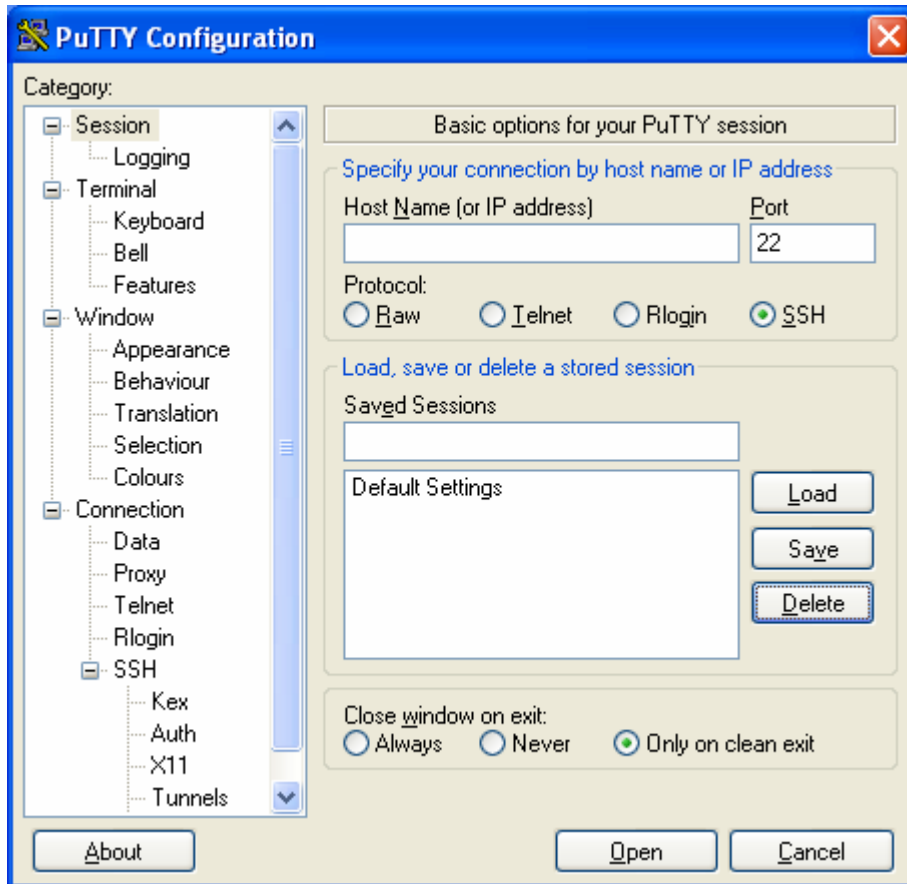 PuTTY Configuration
Category:
Session
Logging
Terminal
Keyboard
Bell
Features
Window
Appearance
Behaviour
Translation
Selection
Colours
Connection
Data
Proxy
Telnet
Rlogin
SSH
Kex
Auth
X11
Tunnels
Basic options for your PuTTY session
Specify your connection by host name or IP address
Host Name (or IP address) Port
22
Protocol:
Raw Telnet Rlogin SSH
Load, save or delete a stored session
Saved Sessions
Default Settings
Load
Save
Delete
Close window on exit:
Always Never Only on clean exit
About Open Cancel